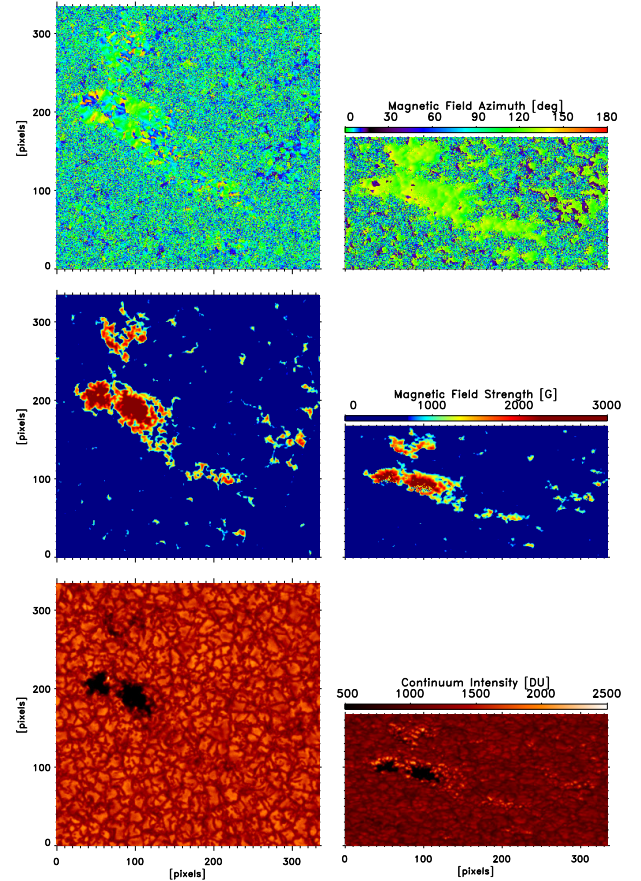 300
200
100
0
[pixels]
Magnetic Field Azimuth [deg]
0 30 60 90 120 150 180
300
200
100
0
[pixels]
Magnetic Field Strength [G]
0 1000 2000 3000
300
200
100
0
[pixels]
0 100 200 300
[pixels]
Continuum Intensity [DU]
500 1000 1500 2000 2500
0 100 200 300
[pixels]